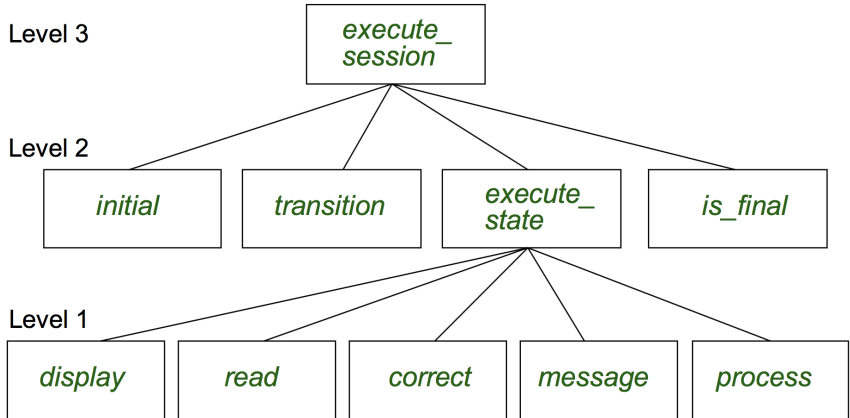 Level 3
execute_
session
Level 2
initial
transition
execute_
state
is_final
Level 1
display
read
correct
message
process